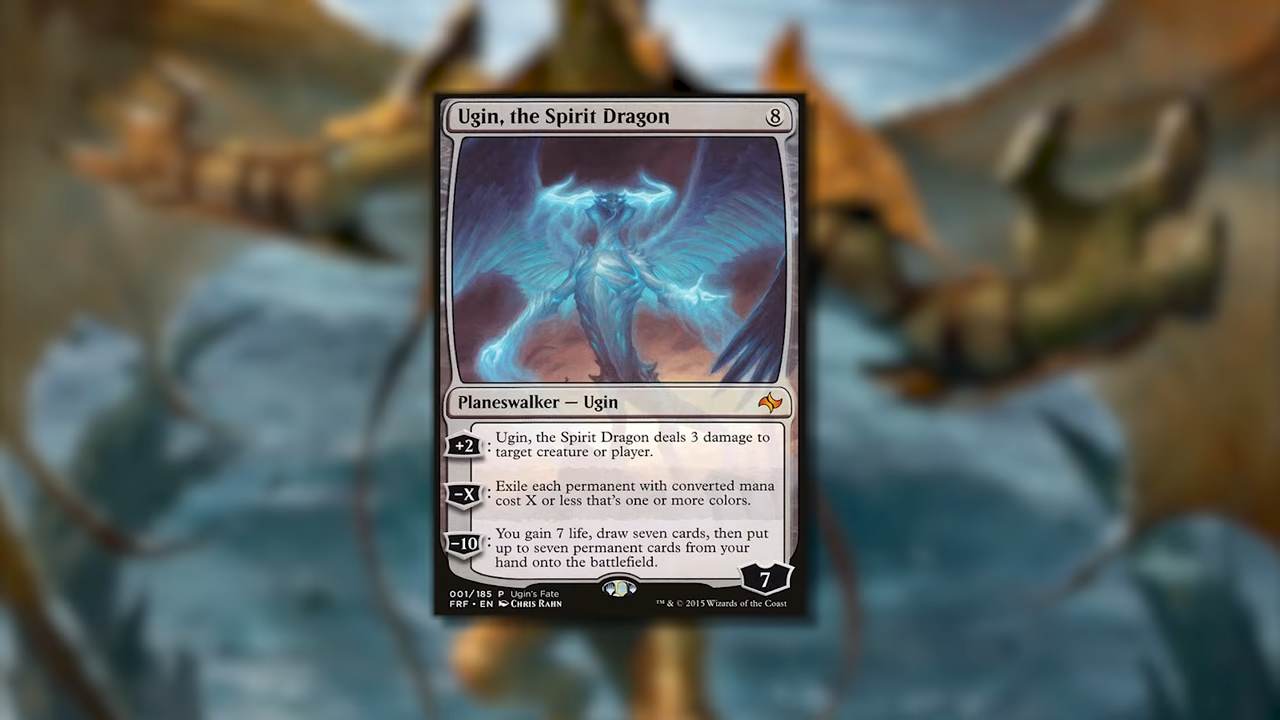 Ugin, the Spirit Dragon 8
Planeswalker — Ugin
+2 : Ugin, the Spirit Dragon deals 3 damage to
target creature or player.
−X : Exile each permanent with converted mana
cost X or less that's one or more colors.
−10 : You gain 7 life, draw seven cards, then put
up to seven permanent cards from your
hand onto the battlefield.
7
001/185 P Ugin's Fate
FRF • EN Chris Rahn
™ & © 2015 Wizards of the Coast